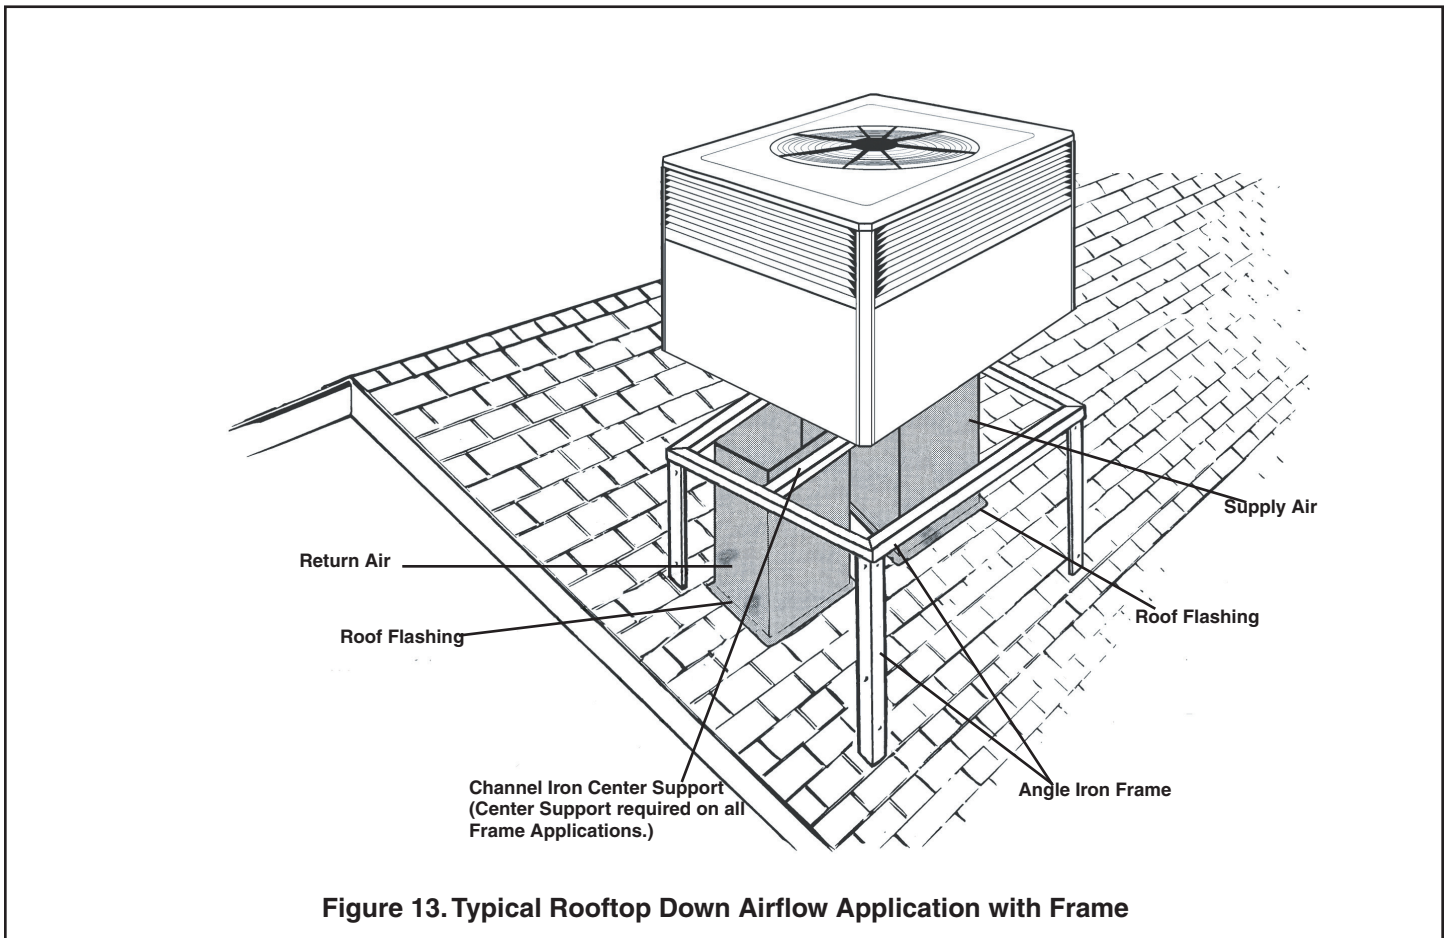 Supply Air
Return Air
Roof Flashing
Roof Flashing
Channel Iron Center Support
(Center Support required on all
Frame Applications.)
Angle Iron Frame
Figure 13. Typical Rooftop Down Airflow Application with Frame